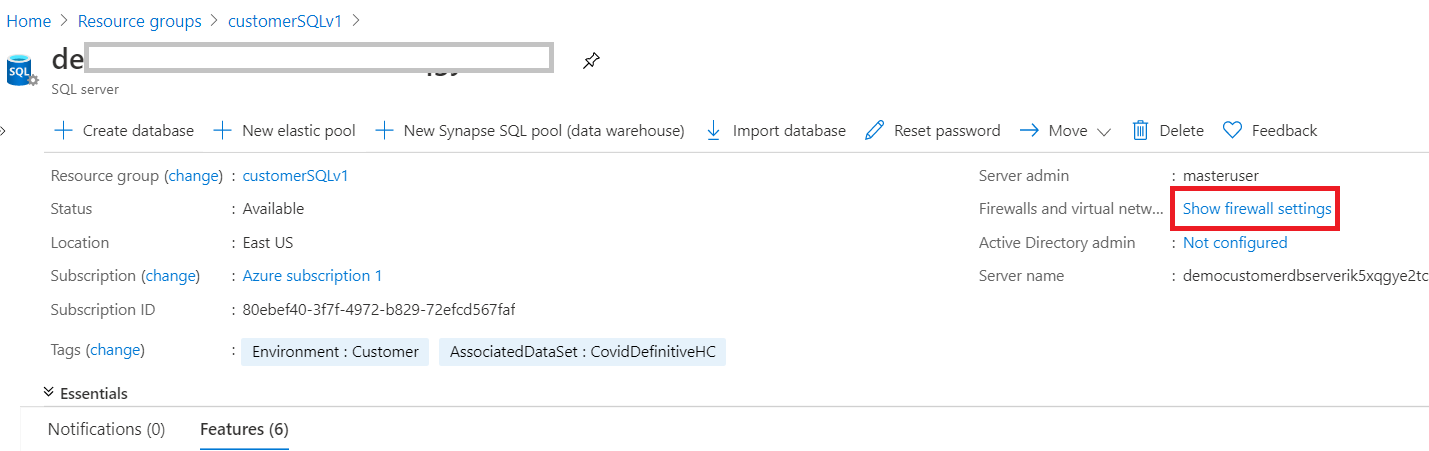 Home > Resource groups > customerSQLv1 >
de
SQL
SQL server
Create database New elastic pool New Synapse SQL pool (data warehouse) Import database Reset password Move Delete Feedback
Resource group (change) : customerSQLv1
Server admin : masteruser
Status : Available
Firewalls and virtual netw... : Show firewall settings
Location : East US
Active Directory admin : Not configured
Subscription (change) : Azure subscription 1
Server name : democustomerdbserverik5xqgye2tc
Subscription ID : 80ebef40-3f7f-4972-b829-72efcd567faf
Tags (change) : Environment : Customer AssociatedDataSet : CovidDefinitiveHC
Essentials
Notifications (0) Features (6)